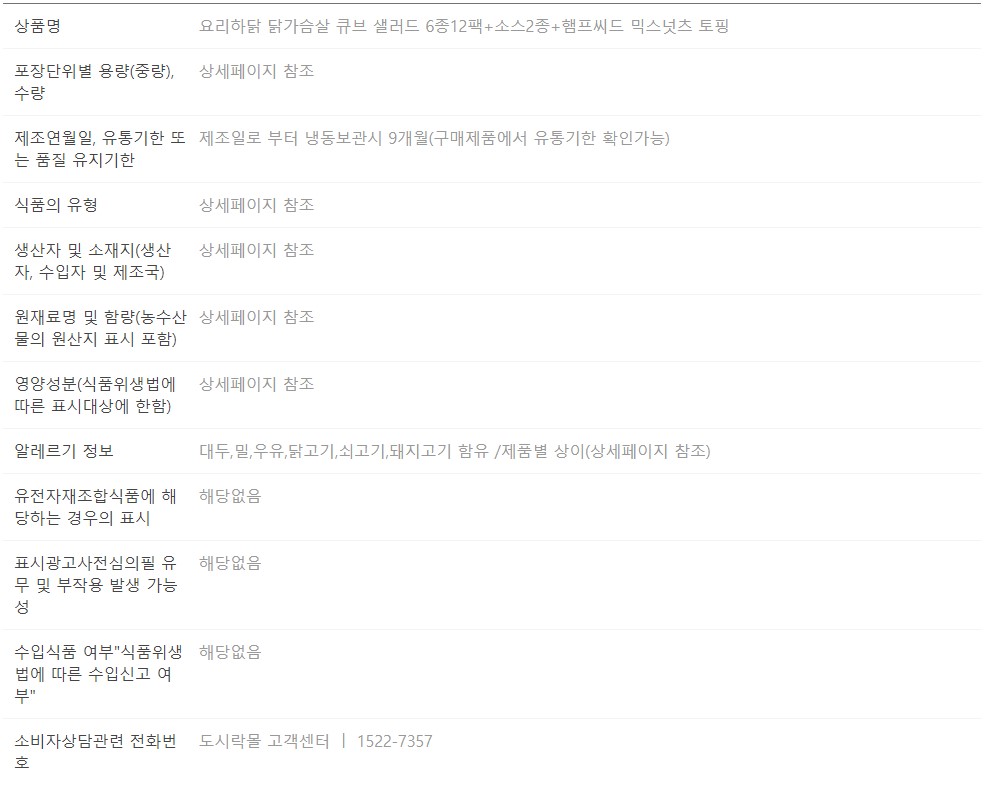 상품명
요리하닭 닭가슴살 큐브 샐러드 6종12팩+소스2종+햄프씨드 믹스넛츠 토핑
포장단위별 용량(중량),
수량
상세페이지 참조
제조연월일, 유통기한 또
는 품질 유지기한
제조일로 부터 냉동보관시 9개월(구매제품에서 유통기한 확인가능)
식품의 유형
상세페이지 참조
생산자 및 소재지(생산
자, 수입자 및 제조국)
상세페이지 참조
원재료명 및 함량(농수산
물의 원산지 표시 포함)
상세페이지 참조
영양성분(식품위생법에
따른 표시대상에 한함)
상세페이지 참조
알레르기 정보
대두,밀,우유,닭고기,쇠고기,돼지고기 함유 /제품별 상이(상세페이지 참조)
유전자재조합식품에 해
당하는 경우의 표시
해당없음
표시광고사전심의필 유
무 및 부작용 발생 가능
성
해당없음
수입식품 여부"식품위생
법에 따른 수입신고 여
부"
해당없음
소비자상담관련 전화번
호
도시락몰 고객센터 ㅣ 1522-7357